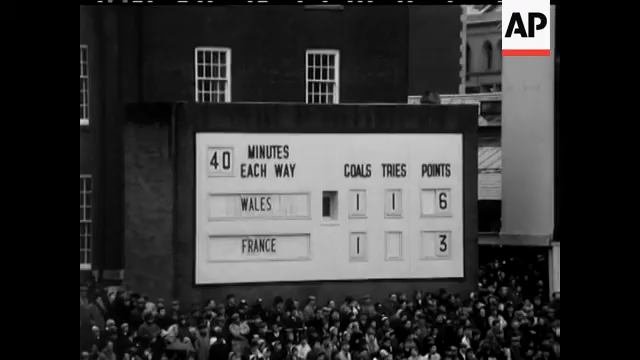 AP
40 MINUTES EACH WAY
GOALS TRIES POINTS
WALES 1 1 6
FRANCE 1 3